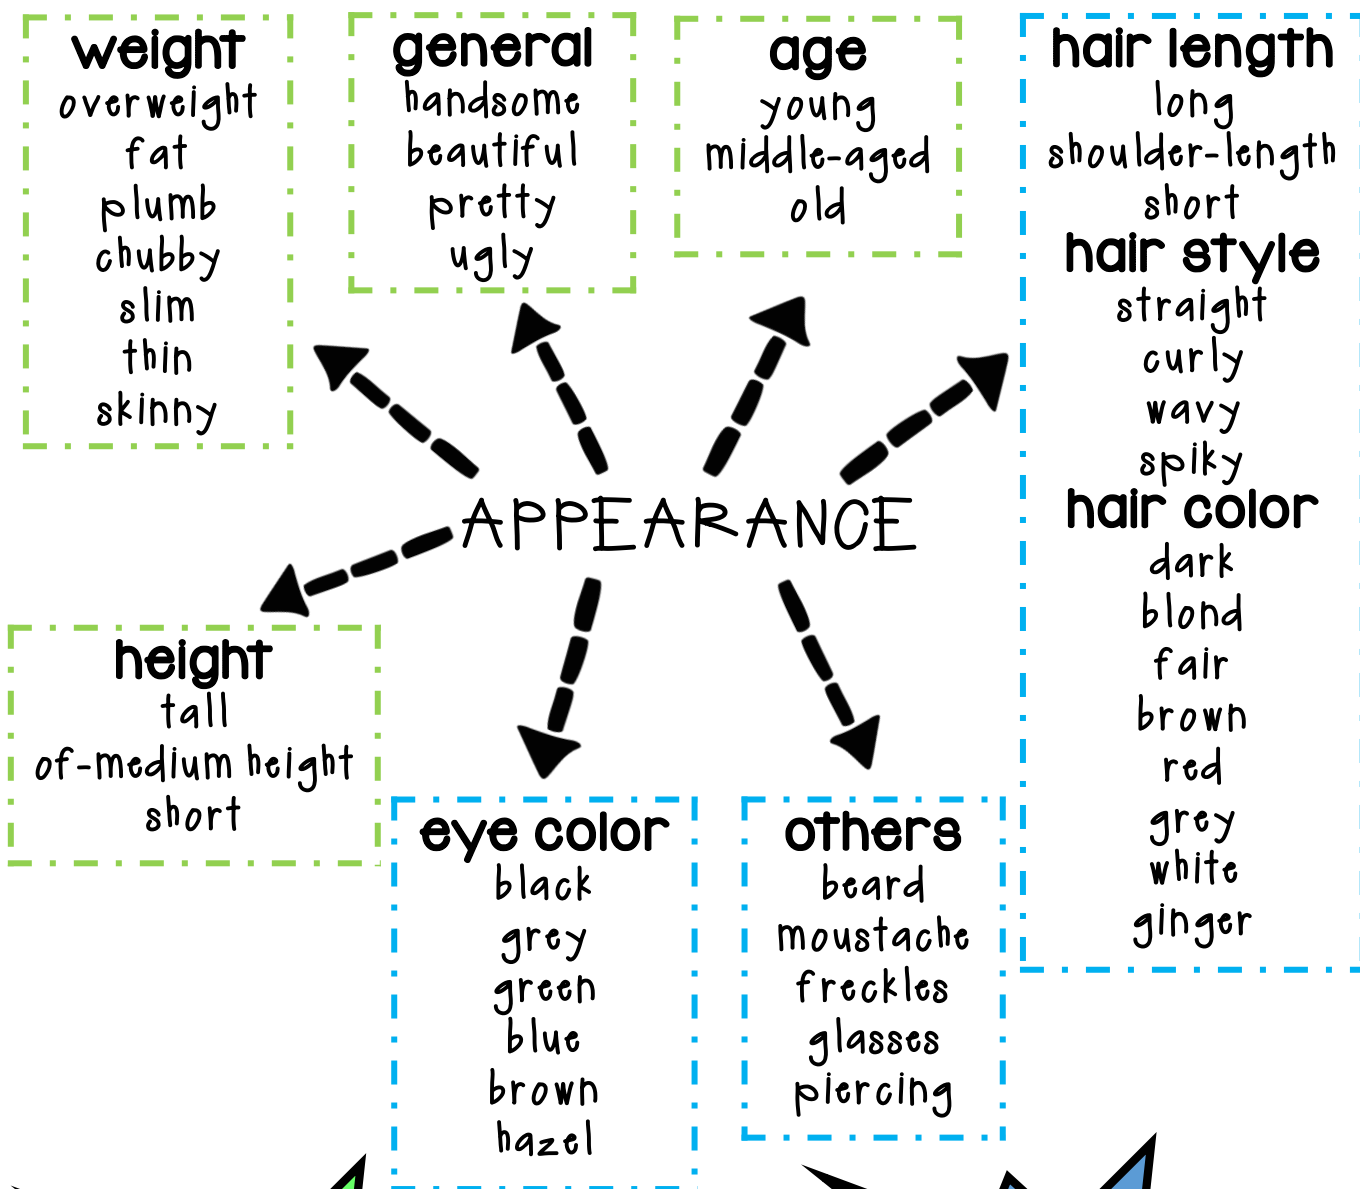 weight
overweight
fat
plumb
chubby
slim
thin
skinny
general
handsome
beautiful
pretty
ugly
age
young
middle-aged
old
hair length
long
shoulder-length
short
hair style
straight
curly
wavy
spiky
hair color
dark
blond
fair
brown
red
grey
white
ginger
APPEARANCE
height
tall
of-medium height
short
eye color
black
grey
green
blue
brown
hazel
others
beard
moustache
freckles
glasses
piercing